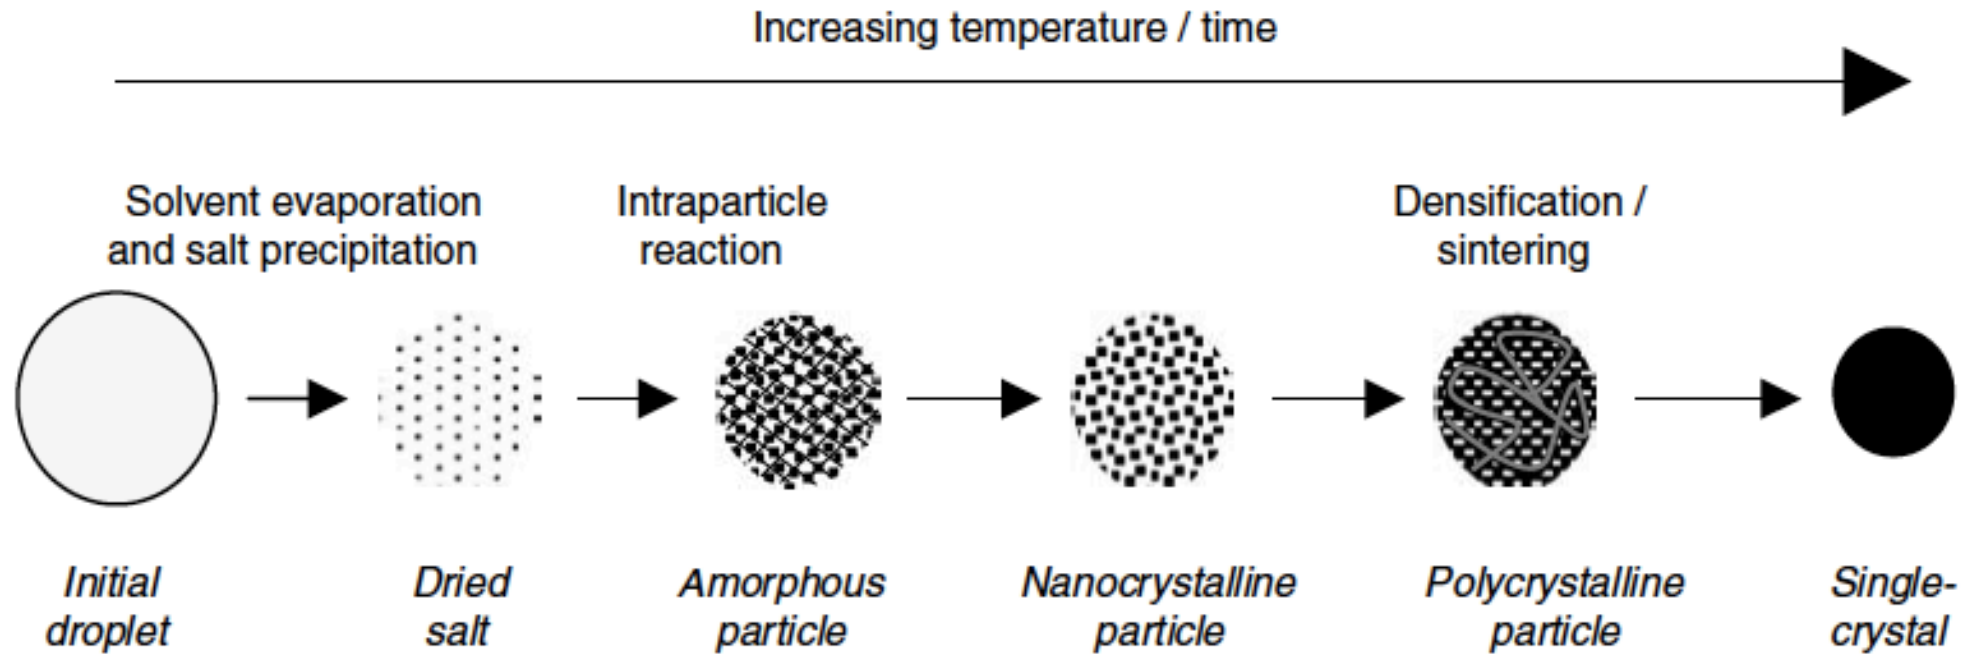 Increasing temperature / time
Solvent evaporation
and salt precipitation
Intraparticle
reaction
Densification /
sintering
Initial
droplet
Dried
salt
Amorphous
particle
Nanocrystalline
particle
Polycrystalline
particle
Single-
crystal